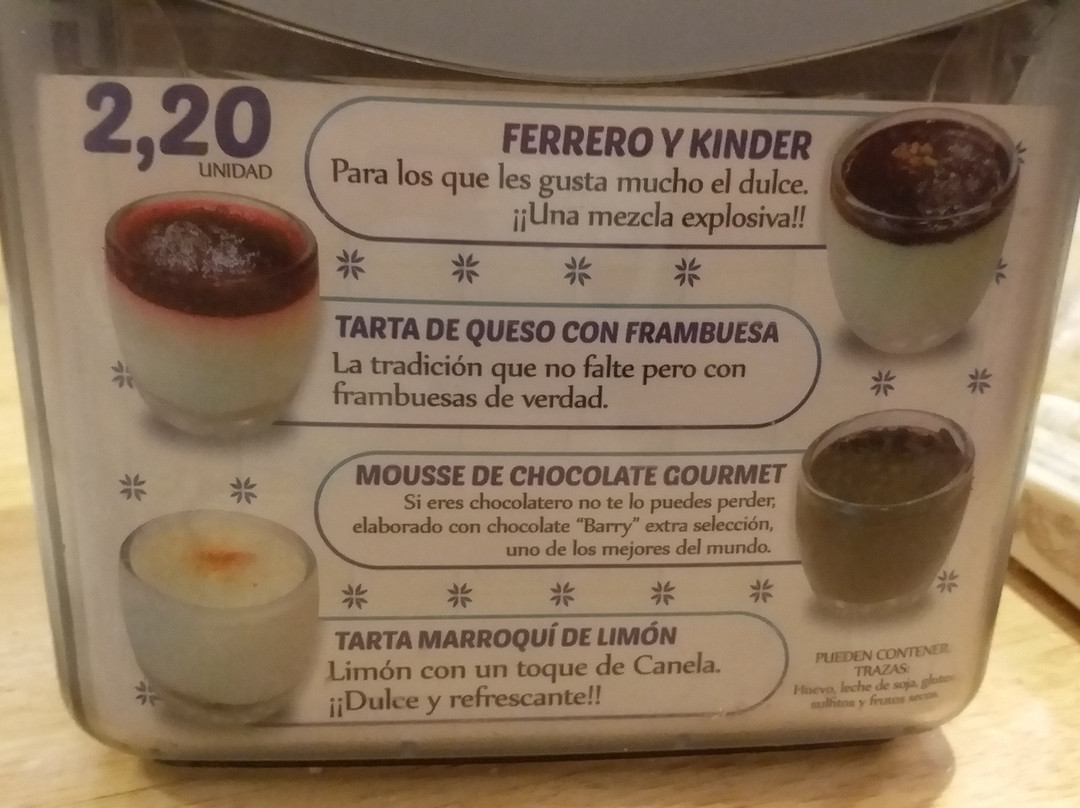 2,20
UNIDAD
FERRERO Y KINDER
Para los que les gusta mucho el dulce.
¡¡Una mezcla explosiva!!
TARTA DE QUESO CON FRAMBUESA
La tradición que no falte pero con
frambuesas de verdad.
MOUSSE DE CHOCOLATE GOURMET
Si eres chocolatero no te lo puedes perder,
elaborado con chocolate "Barry" extra selección,
uno de los mejores del mundo.
TARTA MARROQUÍ DE LIMÓN
Limón con un toque de Canela.
¡¡Dulce y refrescante!!
PUEDEN CONTENER
TRAZAS:
Huevo, leche de soja,
sulfitos y frutos secos